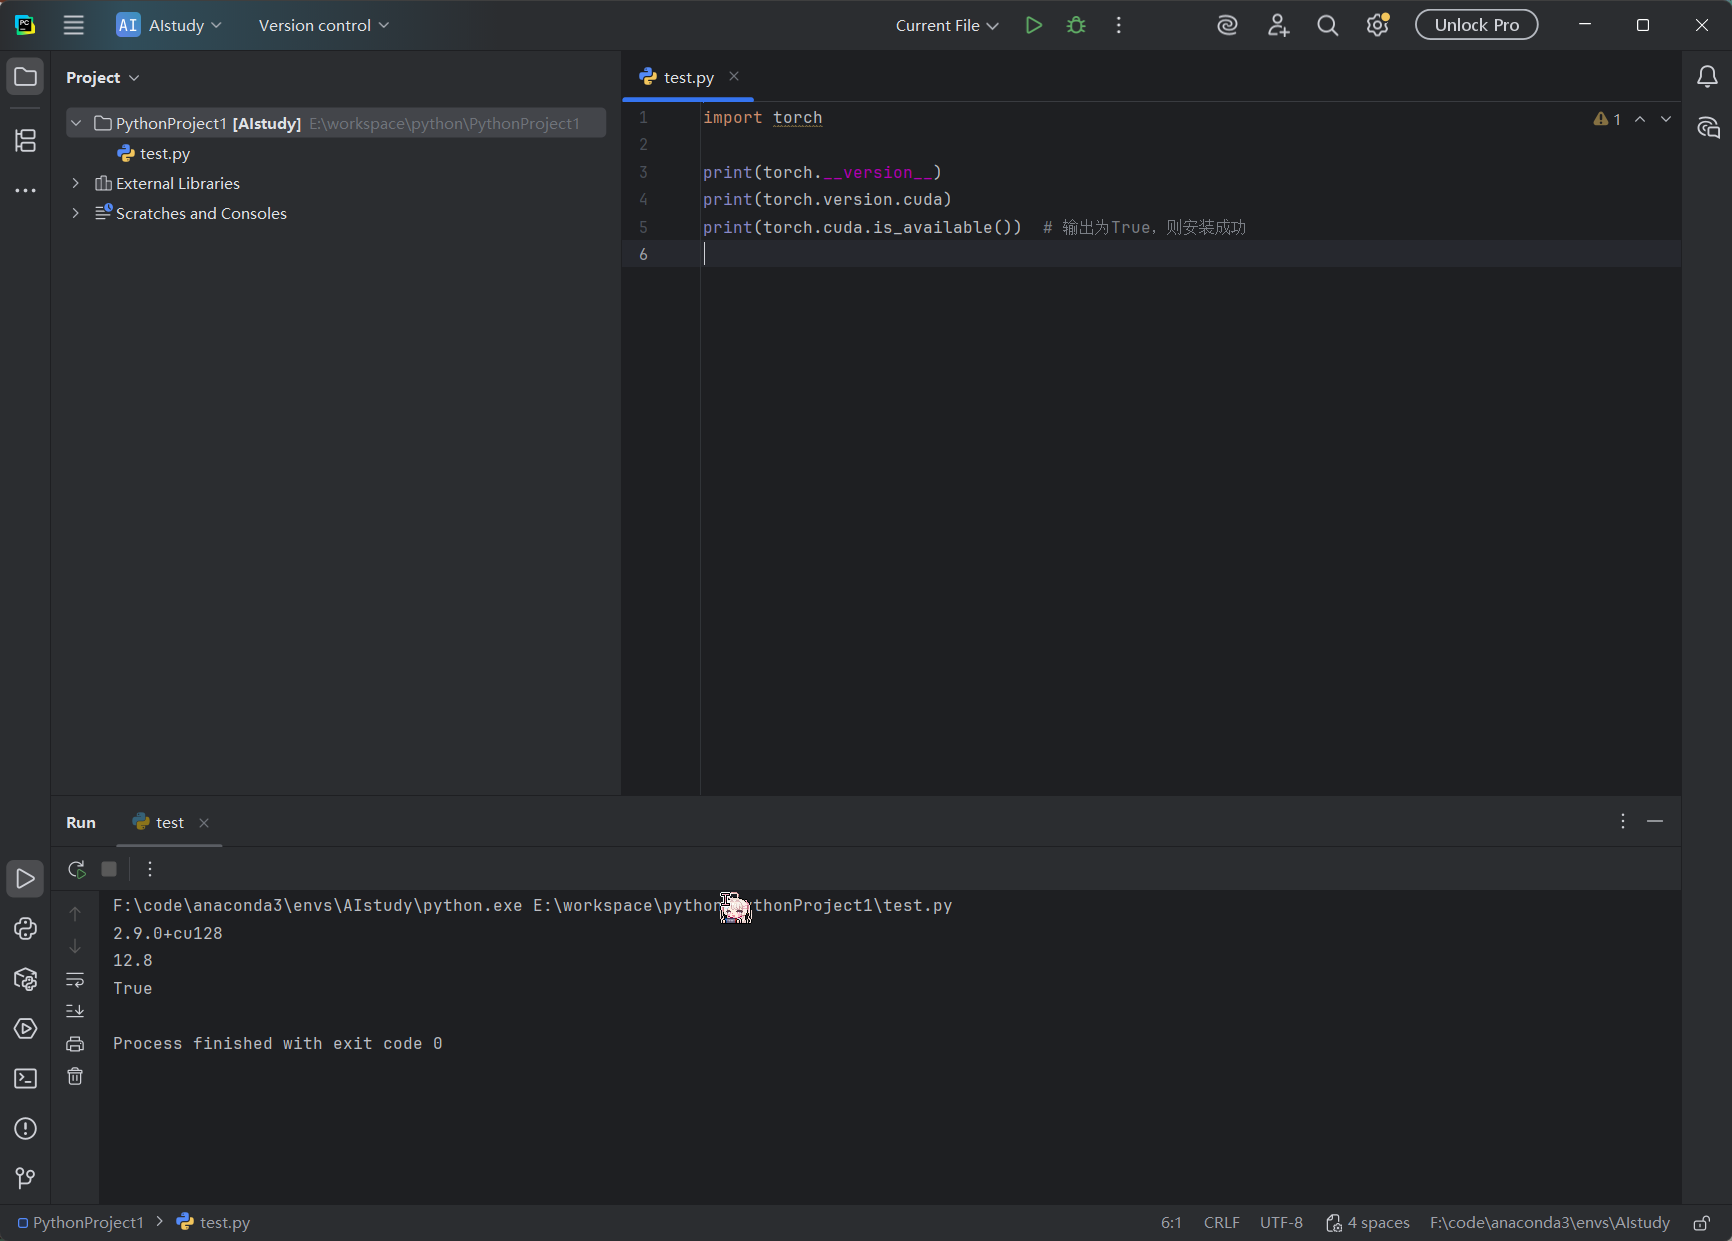 PC
AI AIstudy
Version control
Current File
Unlock Pro
Project
PythonProject1 [AIstudy] E:\workspace\python\PythonProject1
test.py
External Libraries
Scratches and Consoles
test.py
1 import torch
2
3 print(torch.__version__)
4 print(torch.version.cuda)
5 print(torch.cuda.is_available())  # 输出为True，则安装成功
6
1
Run
test
F:\code\anaconda3\envs\AIstudy\python.exe E:\workspace\python thonProject1\test.py
2.9.0+cu128
12.8
True
Process finished with exit code 0
PythonProject1 > test.py
6:1 CRLF UTF-8 4 spaces F:\code\anaconda3\envs\AIstudy